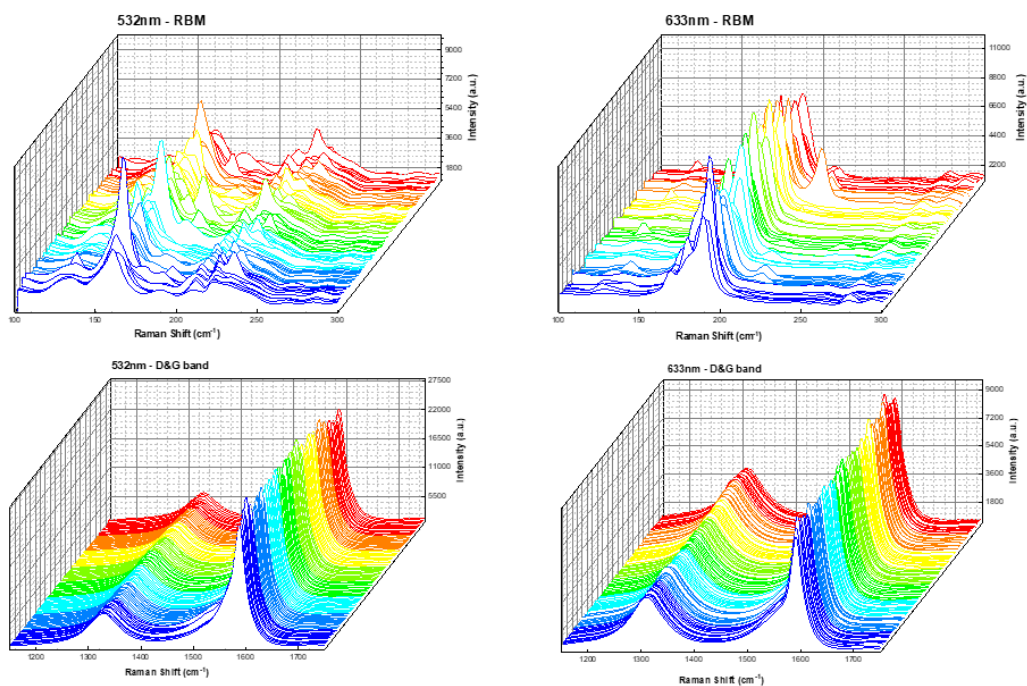 532nm - RBM
9000
7200
5400
3600
1800
Intensity (a.u.)
100 150 200 250 300
Raman Shift (cm⁻¹)
633nm - RBM
11000
8800
6600
4400
2200
Intensity (a.u.)
100 150 200 250 300
Raman Shift (cm⁻¹)
532nm - D&G band
27500
22000
16500
11000
5500
Intensity (a.u.)
1200 1300 1400 1500 1600 1700
Raman Shift (cm⁻¹)
633nm - D&G band
9000
7200
5400
3600
1800
Intensity (a.u.)
1200 1300 1400 1500 1600 1700
Raman Shift (cm⁻¹)